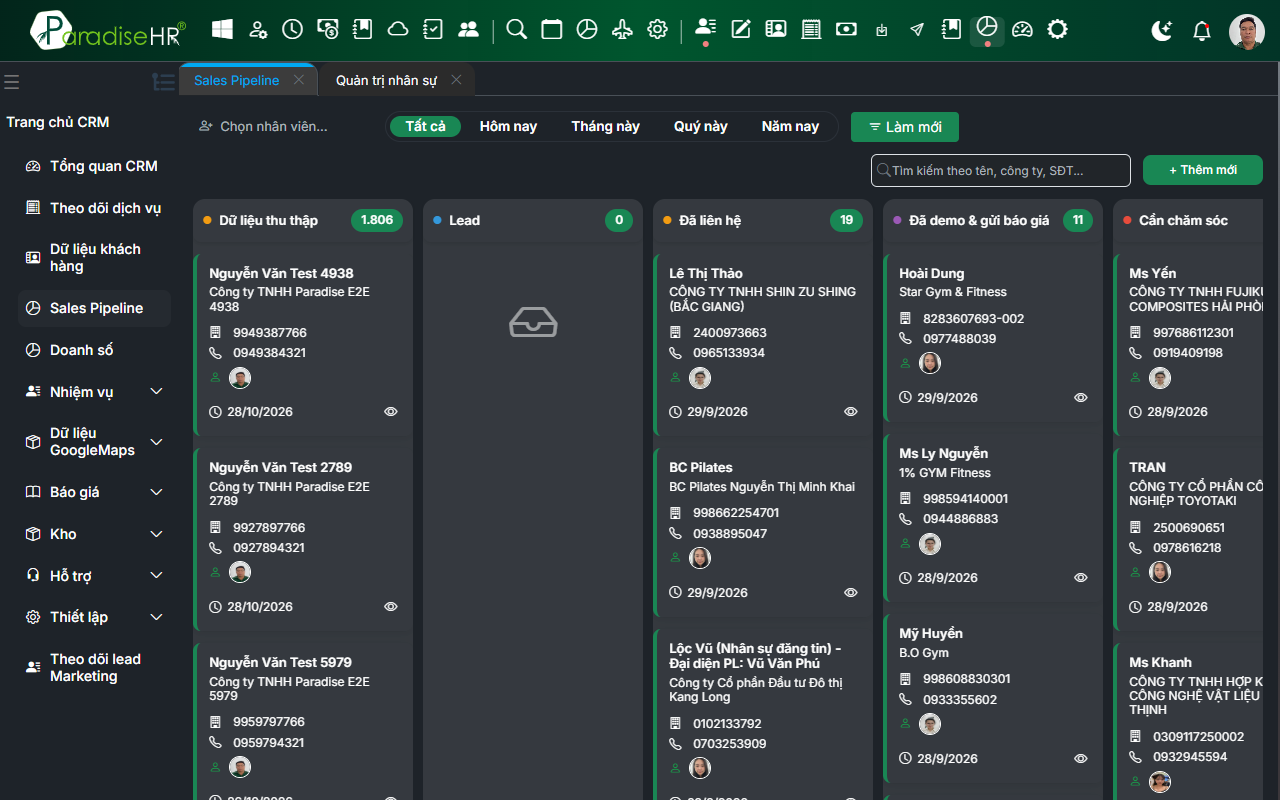 ParadiseHR®
Sales Pipeline
Quản trị nhân sự
Trang chủ CRM
Tổng quan CRM
Theo dõi dịch vụ
Dữ liệu khách
hàng
Sales Pipeline
Doanh số
Nhiệm vụ
Dữ liệu
GoogleMaps
Báo giá
Kho
Hỗ trợ
Thiết lập
Theo dõi lead
Marketing
Chọn nhân viên...
Tất cả
Hôm nay
Tháng này
Quý này
Năm nay
Làm mới
Tìm kiếm theo tên, công ty, SĐT...
+ Thêm mới
Dữ liệu thu thập
1.806
Nguyễn Văn Test 4938
Công ty TNHH Paradise E2E
4938
9949387766
0949384321
28/10/2026
Nguyễn Văn Test 2789
Công ty TNHH Paradise E2E
2789
9927897766
0927894321
28/10/2026
Nguyễn Văn Test 5979
Công ty TNHH Paradise E2E
5979
9959797766
0959794321
Lead
0
Đã liên hệ
19
Lê Thị Thảo
CÔNG TY TNHH SHIN ZU SHING
(BẮC GIANG)
2400973663
0965133934
29/9/2026
BC Pilates
BC Pilates Nguyễn Thị Minh Khai
998662254701
0938895047
29/9/2026
Lộc Vũ (Nhân sự đăng tin) -
Đại diện PL: Vũ Văn Phú
Công ty Cổ phần Đầu tư Đô thị
Kang Long
0102133792
0703253909
Đã demo & gửi báo giá
11
Hoài Dung
Star Gym & Fitness
8283607693-002
0977488039
29/9/2026
Ms Ly Nguyễn
1% GYM Fitness
998594140001
0944886883
28/9/2026
Mỹ Huyền
B.O Gym
998608830301
0933355602
28/9/2026
Cần chăm sóc
Ms Yến
CÔNG TY TNHH FUJIKU
COMPOSITES HẢI PHÒ
997686112301
0919409198
28/9/2026
TRAN
CÔNG TY CỔ PHẦN CÔ
NGHIỆP TOYOTAKI
2500690651
0978616218
28/9/2026
Ms Khanh
CÔNG TY TNHH HỢP K
CÔNG NGHỆ VẬT LIỆU
THỊNH
0309117250002
0932945594